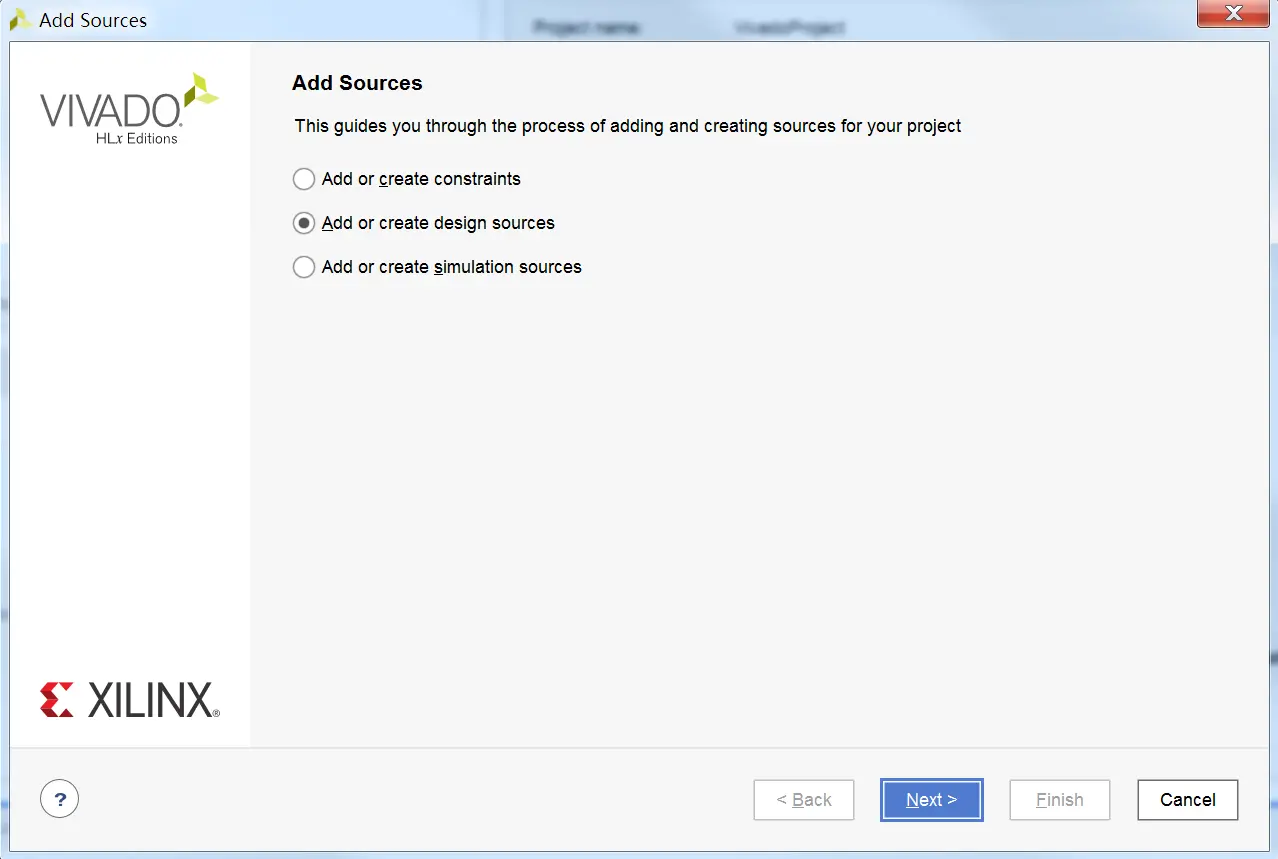 Add Sources
Project name
VivadoProject
X
VIVADO.
HLx Editions
Add Sources
This guides you through the process of adding and creating sources for your project
Add or create constraints
Add or create design sources
Add or create simulation sources
XILINX®
?
< Back
Next >
Finish
Cancel